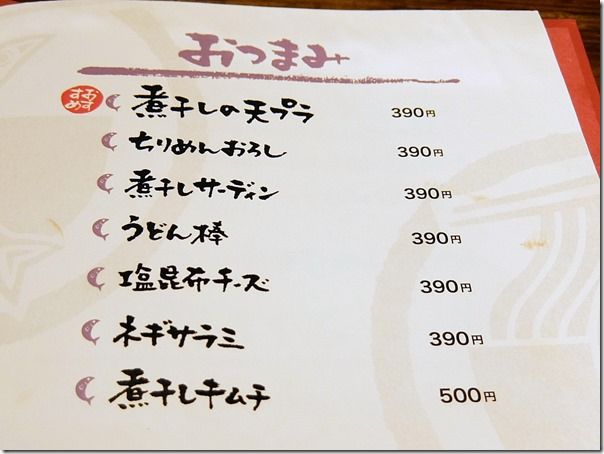 おつまみ
おすすめ 煮干しの天プラ 390円
ちりめんおろし 390円
煮干しサーディン 390円
うどん棒 390円
塩昆布チーズ 390円
ネギサラミ 390円
煮干しキムチ 500円